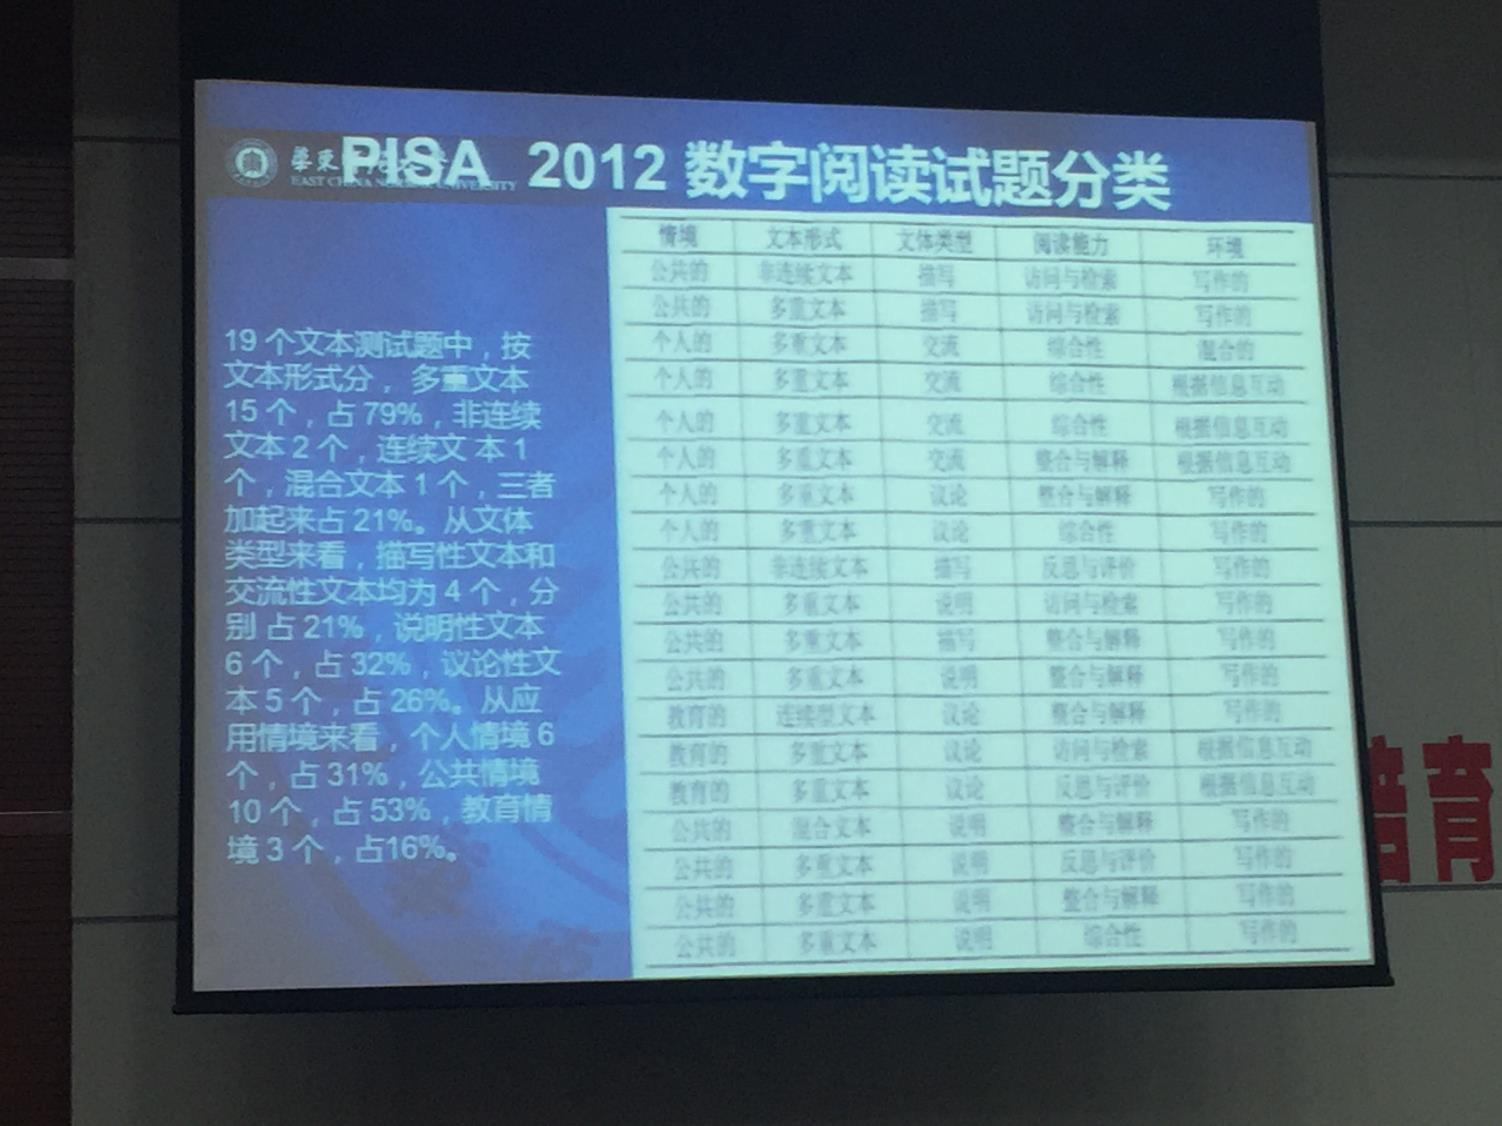 PISA 2012 数字阅读试题分类
EAST CHINA NORMAL UNIVERSITY
19 个文本测试题中，按
文本形式分， 多重文本
15 个，占 79%，非连续
文本 2 个，连续文 本 1
个，混合文本 1 个，三者
加起来占 21%。从文体
类型来看，描写性文本和
交流性文本均为 4 个，分
别 占 21%，说明性文本
6 个，占 32%，议论性文
本 5 个，占 26%。从应
用情境来看，个人情境 6
个，占 31%，公共情境
10 个，占 53%，教育情
境 3 个，占16%。
情境 文本形式 文体类型 阅读能力 环境
公共的 非连续文本 描写 访问与检索 写作的
公共的 多重文本 描写 访问与检索 写作的
个人的 多重文本 交流 综合性 混合的
个人的 多重文本 交流 综合性 根据信息互动
个人的 多重文本 交流 综合性 根据信息互动
个人的 多重文本 交流 整合与解释 根据信息互动
个人的 多重文本 议论 整合与解释 写作的
个人的 多重文本 议论 综合性 写作的
公共的 非连续文本 描写 反思与评价 写作的
公共的 多重文本 说明 访问与检索 写作的
公共的 多重文本 描写 整合与解释 写作的
公共的 多重文本 说明 整合与解释 写作的
教育的 连续型文本 议论 整合与解释 写作的
教育的 多重文本 议论 访问与检索 根据信息互动
教育的 多重文本 议论 反思与评价 根据信息互动
公共的 混合文本 说明 整合与解释 写作的
公共的 多重文本 说明 反思与评价 写作的
公共的 多重文本 说明 整合与解释 写作的
公共的 多重文本 说明 综合性 写作的
育